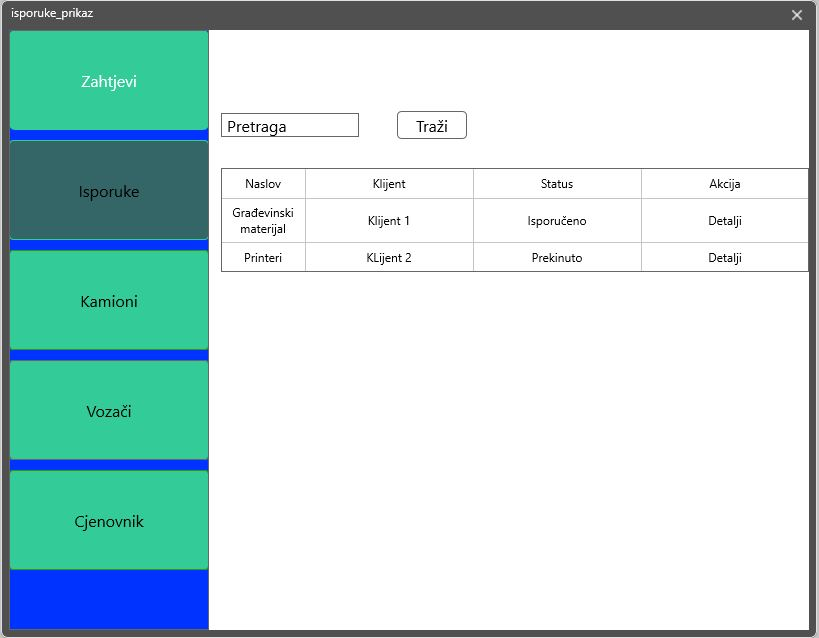 isporuke_prikaz
Zahtjevi
Isporuke
Kamioni
Vozači
Cjenovnik
Pretraga
Traži
Naslov Klijent Status Akcija
Građevinski
materijal Klijent 1 Isporučeno Detalji
Printeri KLijent 2 Prekinuto Detalji